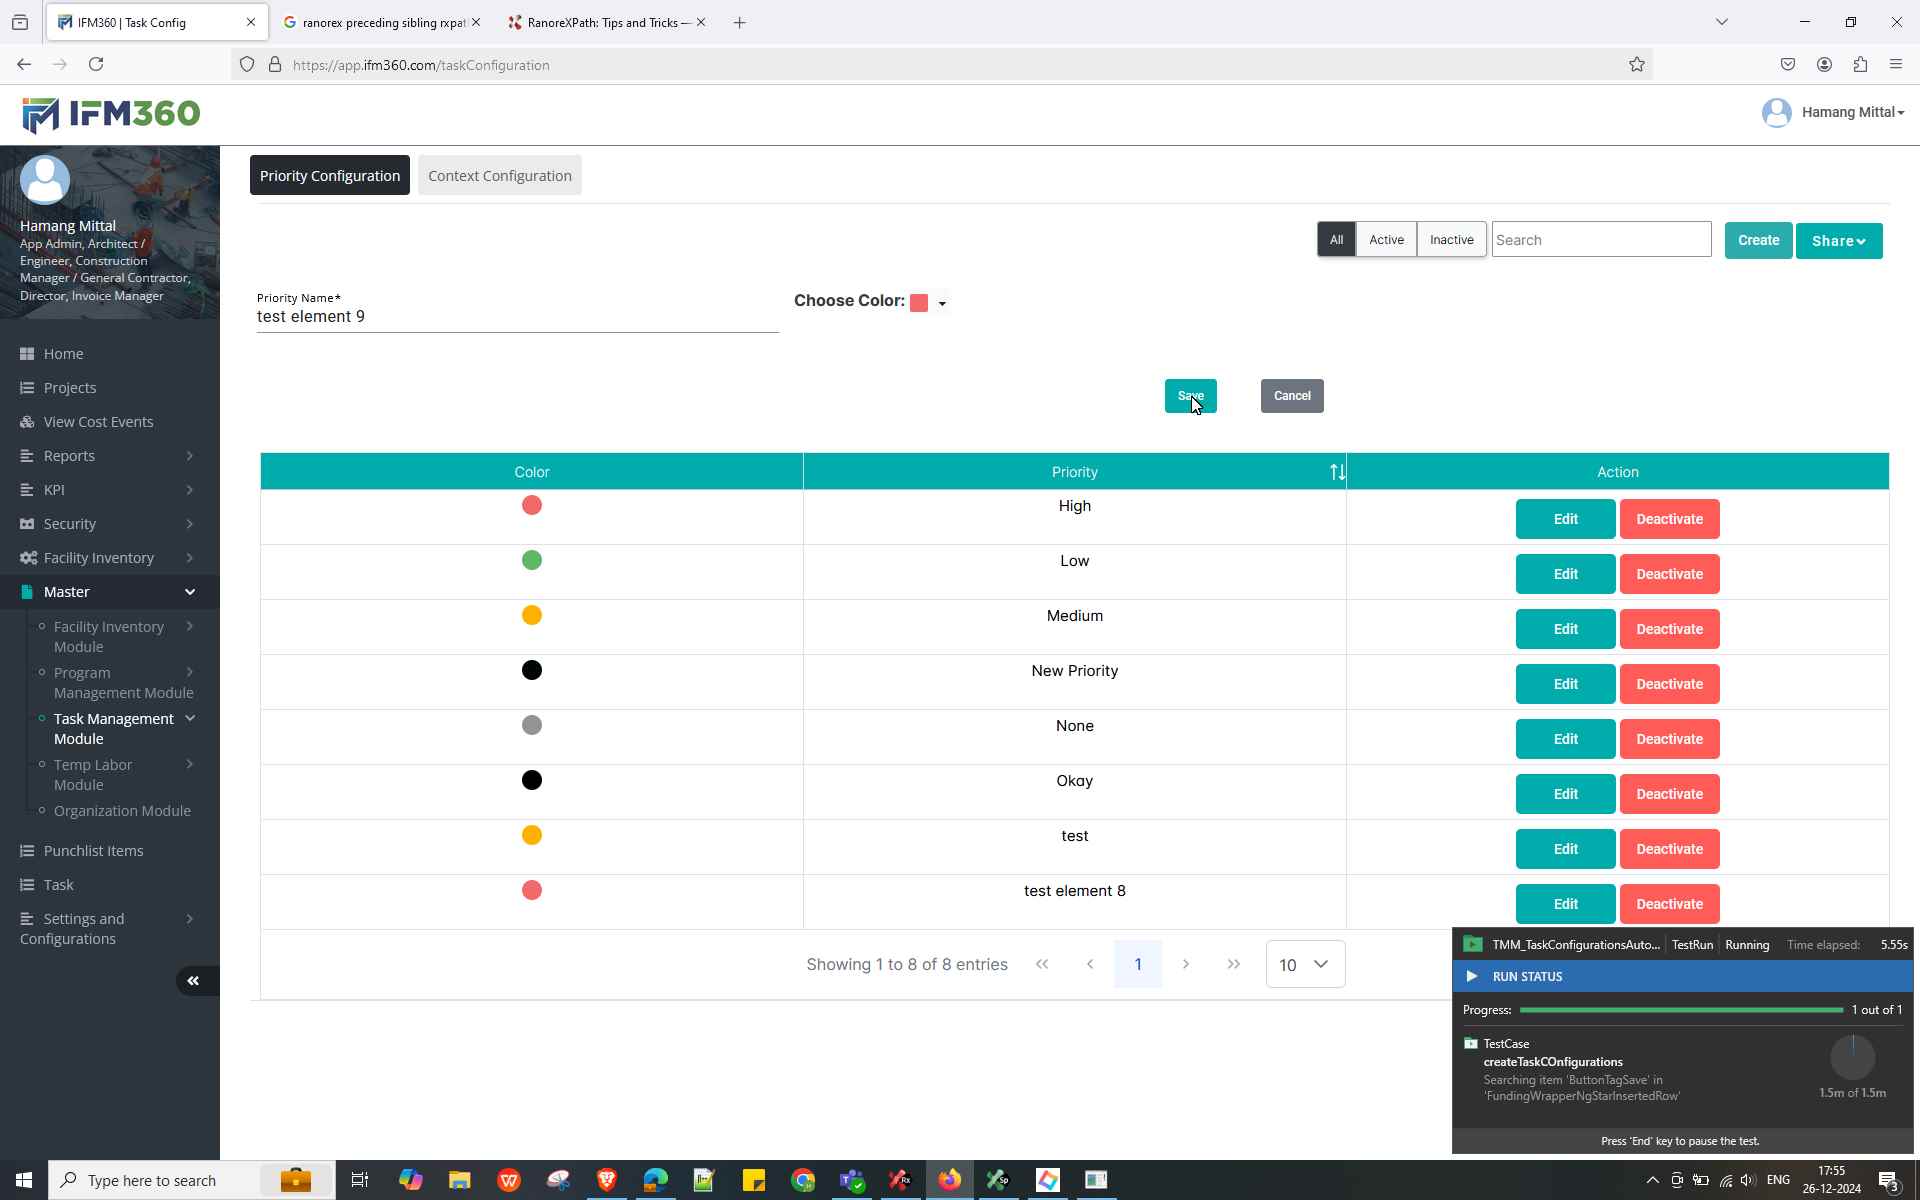 IFM360 | Task Config
ranorex preceding sibling rxpat
RanoreXPath: Tips and Tricks —
https://app.ifm360.com/taskConfiguration
IFM360
Hamang Mittal
Hamang Mittal
App Admin, Architect /
Engineer, Construction
Manager / General Contractor,
Director, Invoice Manager
Home
Projects
View Cost Events
Reports
KPI
Security
Facility Inventory
Master
Facility Inventory
Module
Program
Management Module
Task Management
Module
Temp Labor
Module
Organization Module
Punchlist Items
Task
Settings and
Configurations
Priority Configuration
Context Configuration
All Active Inactive Search Create Share
Priority Name*
test element 9
Choose Color:
Save Cancel
Color Priority Action
High Edit Deactivate
Low Edit Deactivate
Medium Edit Deactivate
New Priority Edit Deactivate
None Edit Deactivate
Okay Edit Deactivate
test Edit Deactivate
test element 8 Edit Deactivate
Showing 1 to 8 of 8 entries 1 10
TMM_TaskConfigurationsAuto... TestRun Running Time elapsed: 5.55s
RUN STATUS
Progress: 1 out of 1
TestCase
createTaskCOnfigurations
Searching item 'ButtonTagSave' in
'FundingWrapperNgStarInsertedRow'
1.5m of 1.5m
Press 'End' key to pause the test.
Type here to search
ENG
17:55
26-12-2024
3